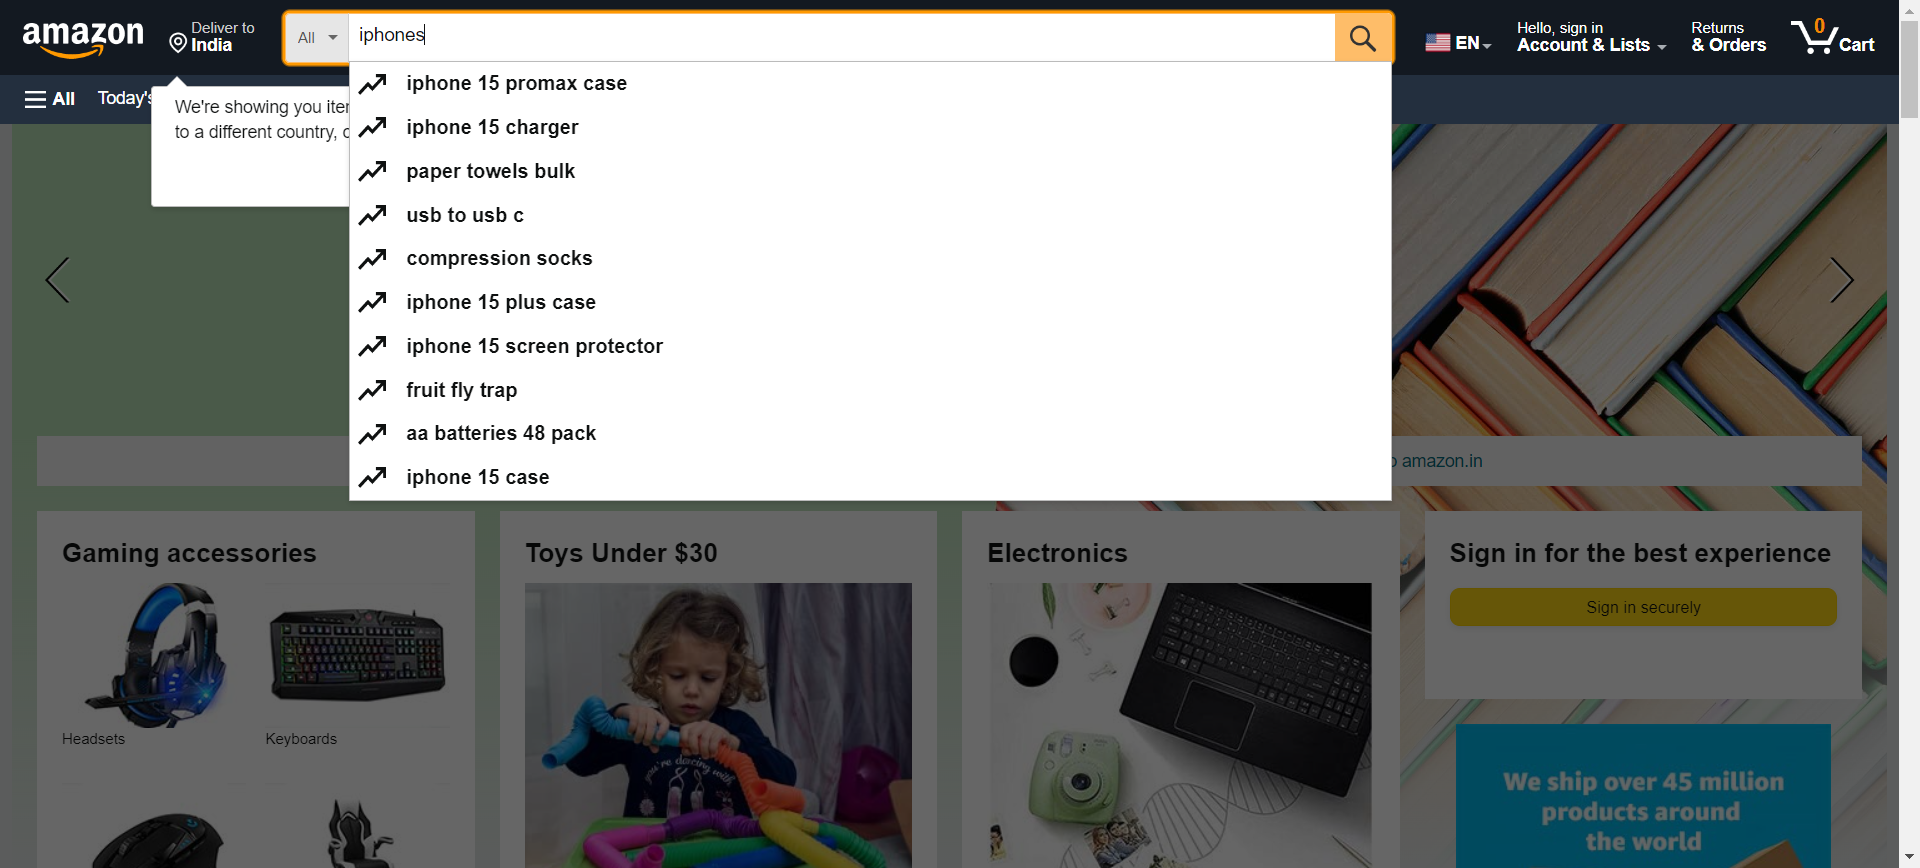 amazon
Deliver to
India
All
iphones
EN
Hello, sign in
Account & Lists
Returns
& Orders
0
Cart
All
Today's
We're showing you iter
to a different country, c
iphone 15 promax case
iphone 15 charger
paper towels bulk
usb to usb c
compression socks
iphone 15 plus case
iphone 15 screen protector
fruit fly trap
aa batteries 48 pack
iphone 15 case
amazon.in
Gaming accessories
Headsets
Keyboards
Toys Under $30
you're dancing with
Electronics
Sign in for the best experience
Sign in securely
We ship over 45 million
products around
the world